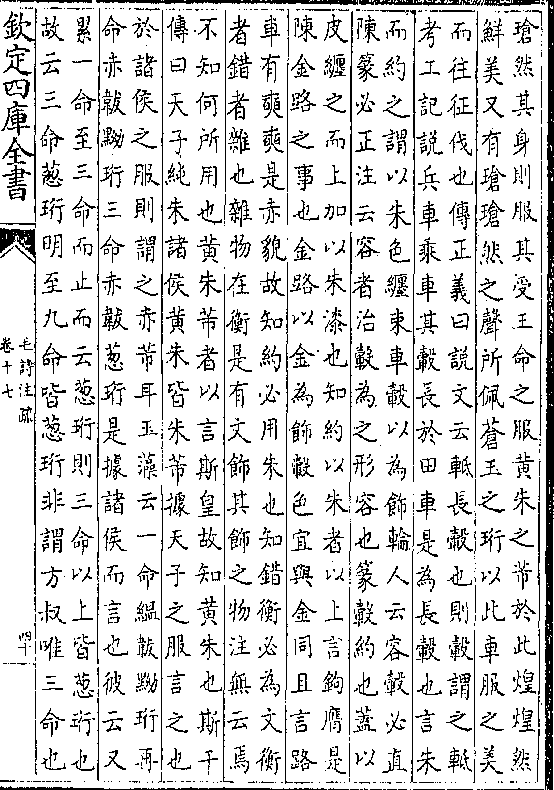 瑲然其身則服其受王命之服黄朱之芾於此煌煌然
鮮美又有瑲瑲然之聲所佩蒼玉之珩以此車服之美
而往征伐也傳正義曰説文云軧長轂也則轂謂之軧
考工記説兵車乘車其轂長於田車是為長轂也言朱
而約之謂以朱色纏束車轂以為飾輪人云容轂必直
陳篆必正注云容者治轂為之形容也篆轂約也蓋以
皮纏之而上加以朱漆也知約以朱者以上言鉤膺是
陳金路之事也金路以金為飾轂色宜與金同且言路
車有奭奭是赤貌故知約必用朱也知錯衡必為文衡
者錯者雜也雜物在衡是有文飾其飾之物注無云焉
不知何所用也黄朱芾者以言斯皇故知黄朱也斯干
傳曰天子純朱諸侯黄朱皆朱芾據天子之服言之也
於諸侯之服則謂之赤芾耳玉藻云一命緼韍黝珩再
命赤韍黝珩三命赤韍蔥珩是據諸侯而言也彼云又
累一命至三命而止而云蔥珩則三命以上皆蔥珩也
故云三命蔥珩明至九命皆蔥珩非謂方叔唯三命也
欽定四庫全書
毛詩注疏
卷十七
四十